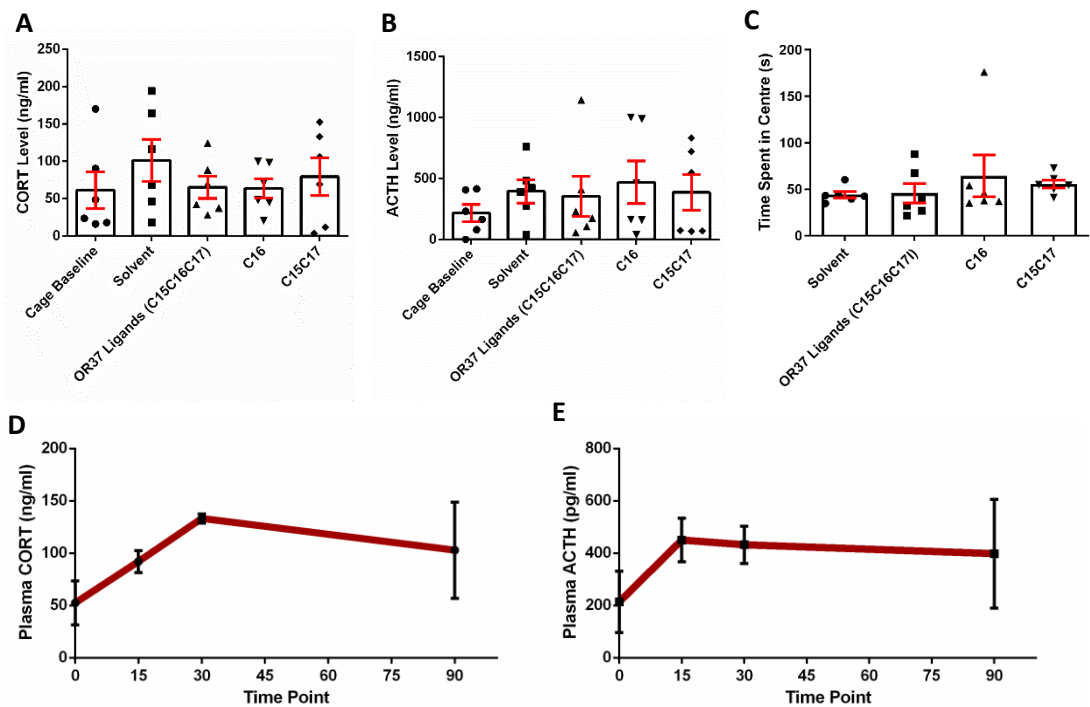 A
CORT Level (ng/ml)
250
200
150
100
50
0
Cage Baseline
Solvent
OR37 Ligands (C15C16C17)
C16
C15C17
B
ACTH Level (ng/ml)
1500
1000
500
0
Cage Baseline
Solvent
OR37 Ligands (C15C16C17)
C16
C15C17
C
Time Spent in Centre (s)
200
150
100
50
0
Solvent
OR37 Ligands (C15C16C17l)
C16
C15C17
D
Plasma CORT (ng/ml)
200
150
100
50
0
0 15 30 45 60 75 90
Time Point
E
Plasma ACTH (pg/ml)
800
600
400
200
0
0 15 30 45 60 75 90
Time Point